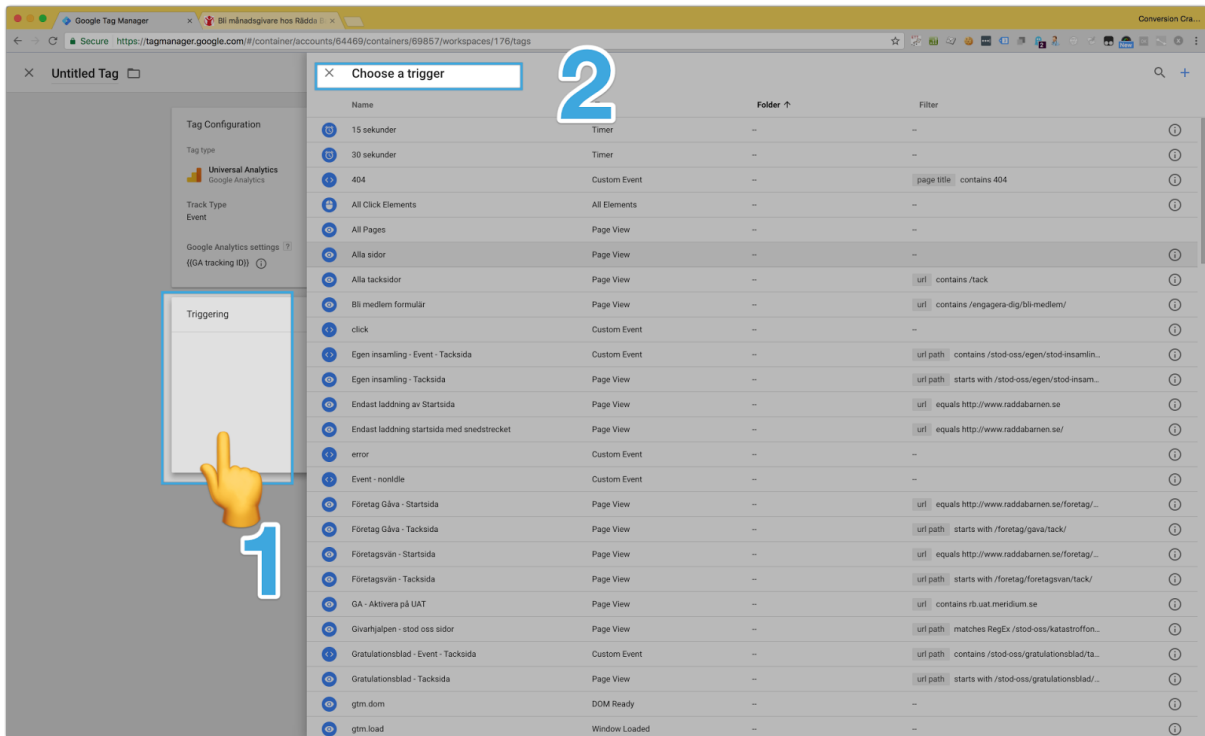 Google Tag Manager
Bli månadsgivare hos Rädda B
Conversion Cra...
Secure https://tagmanager.google.com/#/container/accounts/64469/containers/69857/workspaces/176/tags
New
Untitled Tag
Choose a trigger
2
Name Folder Filter
Tag Configuration
Tag type
Universal Analytics
Google Analytics
Track Type
Event
Google Analytics settings ?
{{GA tracking ID}}
Triggering
1
15 sekunder Timer – –
30 sekunder Timer – –
404 Custom Event – page title contains 404
All Click Elements All Elements – –
All Pages Page View – –
Alla sidor Page View – –
Alla tacksidor Page View – url contains /tack
Bli medlem formulär Page View – url contains /engagera-dig/bli-medlem/
click Custom Event – –
Egen insamling - Event - Tacksida Custom Event – url path contains /stod-oss/egen/stod-insamlin...
Egen insamling - Tacksida Page View – url path starts with /stod-oss/egen/stod-insam...
Endast laddning av Startsida Page View – url equals http://www.raddabarnen.se
Endast laddning startsida med snedstrecket Page View – url equals http://www.raddabarnen.se/
error Custom Event – –
Event - nonIdle Custom Event – –
Företag Gåva - Startsida Page View – url equals http://www.raddabarnen.se/foretag/...
Företag Gåva - Tacksida Page View – url path starts with /foretag/gava/tack/
Företagsvän - Startsida Page View – url equals http://www.raddabarnen.se/foretag/...
Företagsvän - Tacksida Page View – url path starts with /foretag/foretagsvan/tack/
GA - Aktivera på UAT Page View – url contains rb.uat.meridium.se
Givarhjalpen - stod oss sidor Page View – url path matches RegEx /stod-oss/katastroffon...
Gratulationsblad - Event - Tacksida Custom Event – url path contains /stod-oss/gratulationsblad/ta...
Gratulationsblad - Tacksida Page View – url path starts with /stod-oss/gratulationsblad/...
gtm.dom DOM Ready – –
gtm.load Window Loaded – –